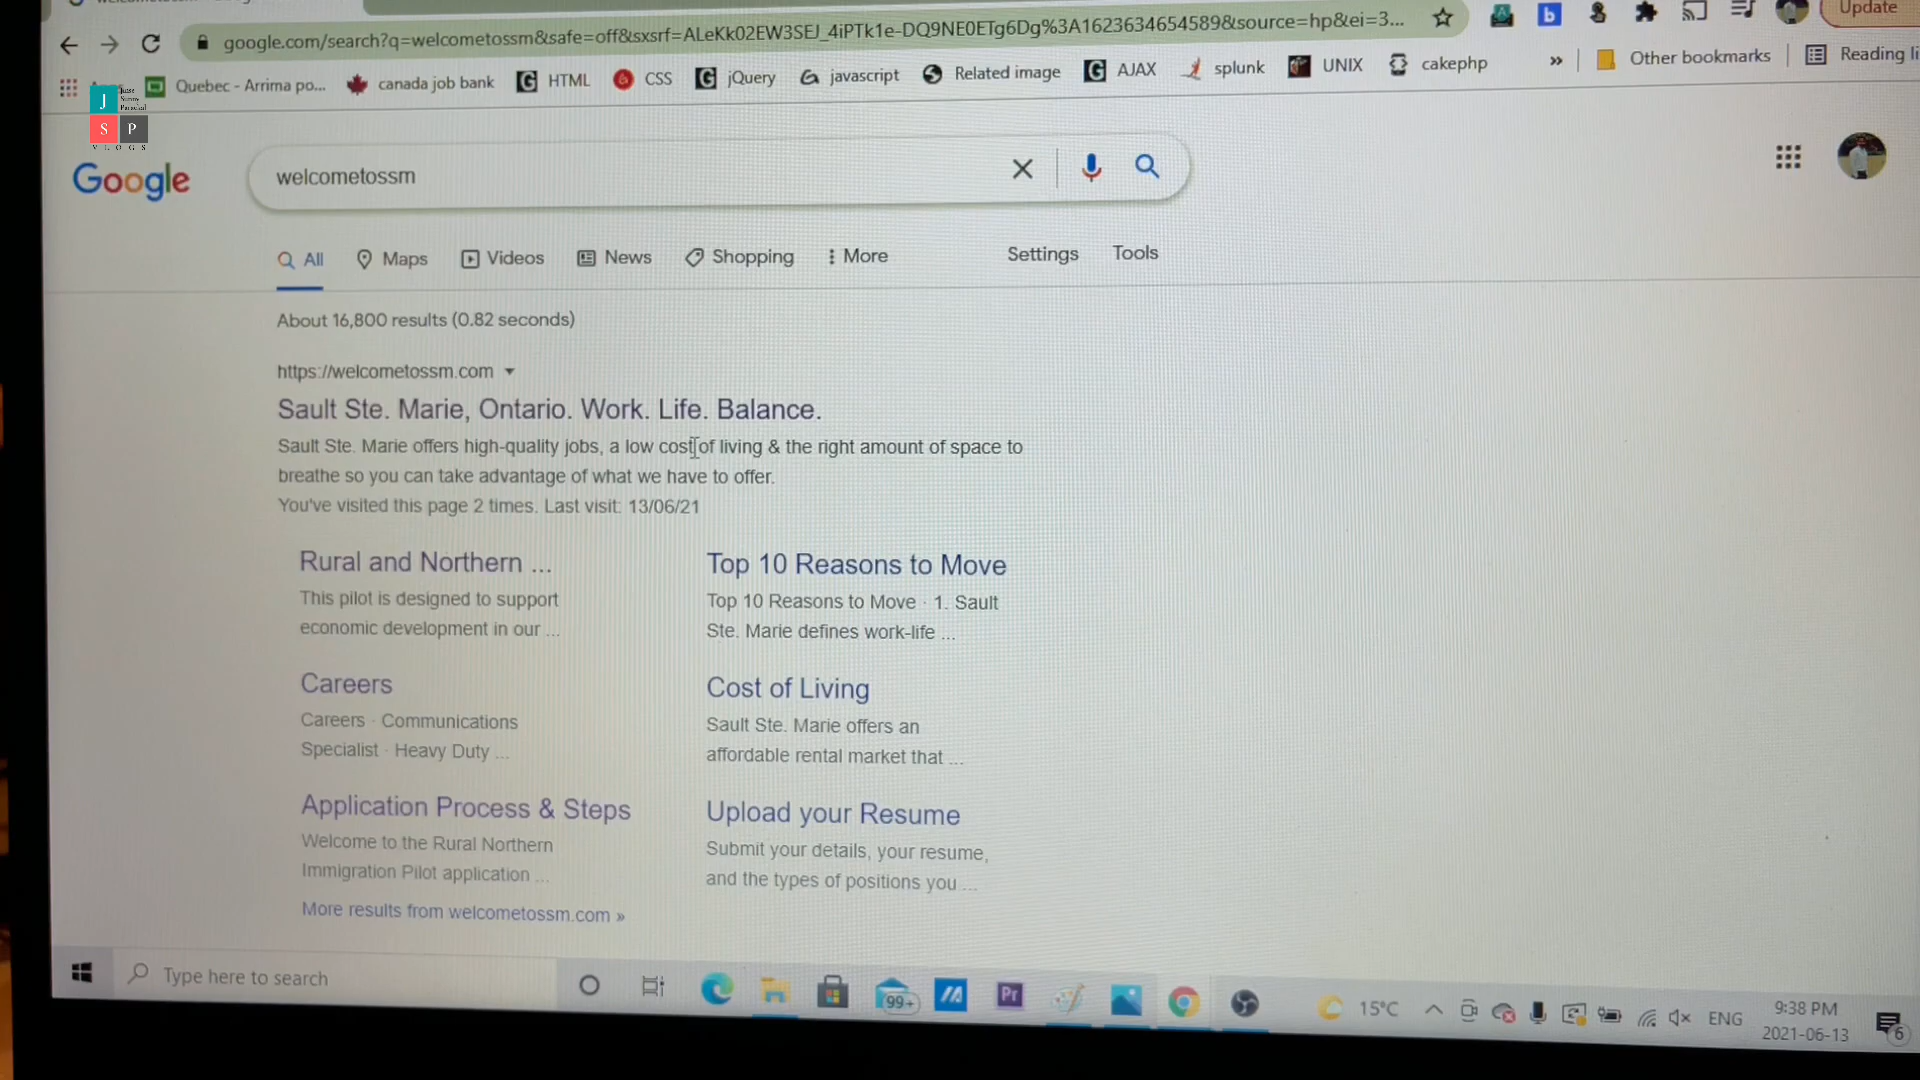 google.com/search?q=welcometossm&safe=off&sxsrf=ALeKk02EW3SEJ_4iPTk1e-DQ9NE0ETg6Dg%3A1623634654589&source=hp&ei=3...
Update
Quebec - Arrima po...
canada job bank
HTML
CSS
jQuery
javascript
Related image
AJAX
splunk
UNIX
cakephp
»
Other bookmarks
Reading li
J
S P
VLOGS
Google
welcometossm
All
Maps
Videos
News
Shopping
More
Settings
Tools
About 16,800 results (0.82 seconds)
https://welcometossm.com
Sault Ste. Marie, Ontario. Work. Life. Balance.
Sault Ste. Marie offers high-quality jobs, a low cost of living & the right amount of space to
breathe so you can take advantage of what we have to offer.
You've visited this page 2 times. Last visit: 13/06/21
Rural and Northern ...
This pilot is designed to support
economic development in our ...
Top 10 Reasons to Move
Top 10 Reasons to Move · 1. Sault
Ste. Marie defines work-life ...
Careers
Careers · Communications
Specialist · Heavy Duty ...
Cost of Living
Sault Ste. Marie offers an
affordable rental market that ...
Application Process & Steps
Welcome to the Rural Northern
Immigration Pilot application ...
Upload your Resume
Submit your details, your resume,
and the types of positions you ...
More results from welcometossm.com »
Type here to search
99+
Pr
15°C
ENG
9:38 PM
2021-06-13
6